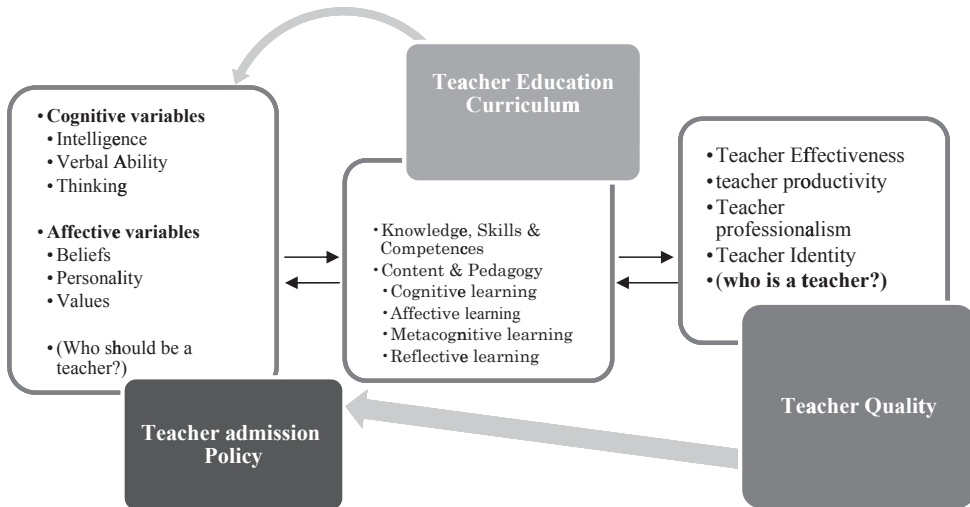 • Cognitive variables
• Intelligence
• Verbal Ability
• Thinking
• Affective variables
• Beliefs
• Personality
• Values
• (Who should be a
teacher?)
Teacher admission
Policy
Teacher Education
Curriculum
• Knowledge, Skills &
Competences
• Content & Pedagogy
• Cognitive learning
• Affective learning
• Metacognitive learning
• Reflective learning
• Teacher Effectiveness
• teacher productivity
• Teacher
professionalism
• Teacher Identity
• (who is a teacher?)
Teacher Quality